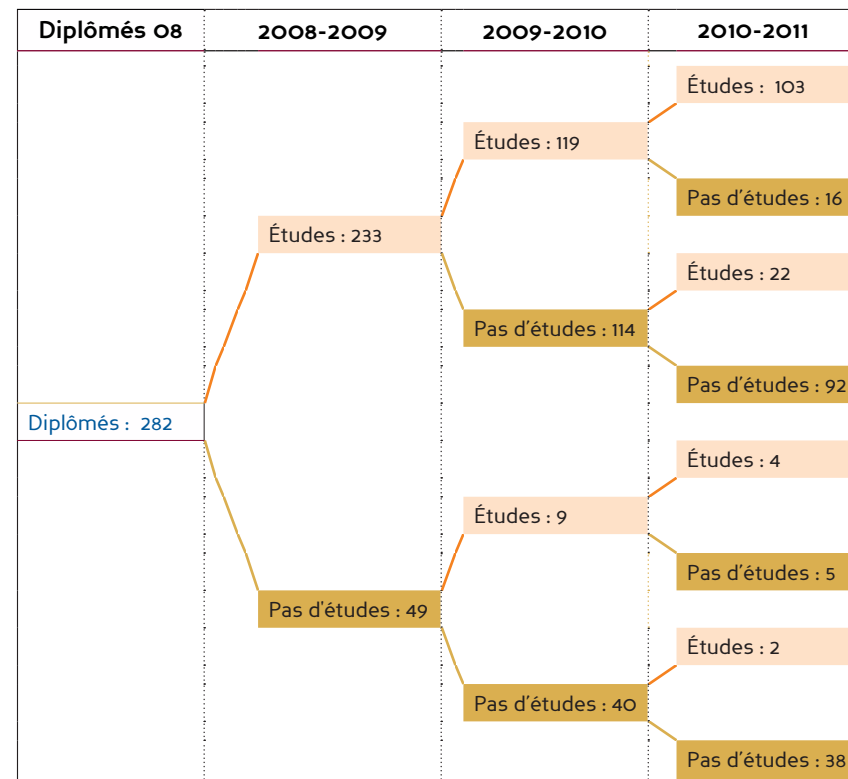 Diplômés 08 2008-2009 2009-2010 2010-2011
Études : 103
Études : 119
Pas d'études : 16
Études : 233
Études : 22
Pas d'études : 114
Pas d'études : 92
Diplômés : 282
Études : 4
Études : 9
Pas d'études : 5
Pas d'études : 49
Études : 2
Pas d'études : 40
Pas d'études : 38